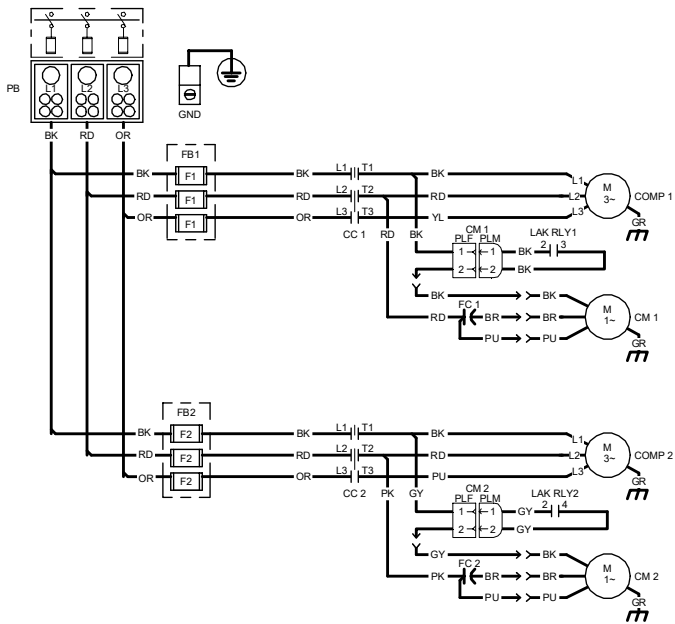 PB
L1 L2 L3
GND
BK RD OR
FB1
BK F1 BK L1 T1 BK L1
RD F1 RD L2 T2 RD L2
OR F1 OR L3 T3 YL L3
M
3~
COMP 1
GR
CC 1 RD BK
CM 1
PLF PLM
LAK RLY1
1 1 BK 2 3
2 2 BK
BK BK
FC 1
RD BR BR
PU PU
M
1~
CM 1
GR
FB2
BK F2 BK L1 T1 BK L1
RD F2 RD L2 T2 RD L2
OR F2 OR L3 T3 PU L3
M
3~
COMP 2
GR
CC 2 PK GY
CM 2
PLF PLM
LAK RLY2
1 1 GY 2 4
2 2 GY
GY BK
FC 2
PK BR BR
PU PU
M
1~
CM 2
GR